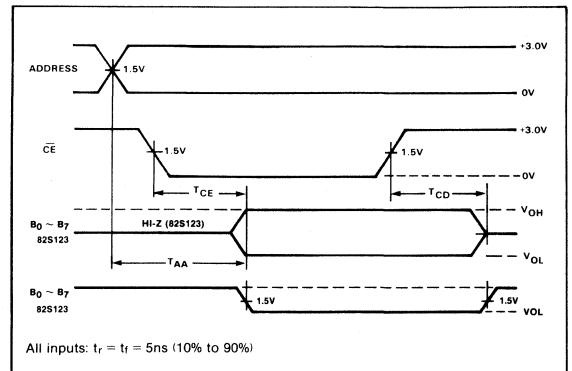 +3.0V
ADDRESS
1.5V
0V
+3.0V
CE
1.5V
1.5V
0V
TCE
TCD
VOH
B0 ~ B7
HI-Z (82S123)
82S123
VOL
TAA
B0 ~ B7
82S123
1.5V
1.5V
VOL
All inputs: tr = tf = 5ns (10% to 90%)